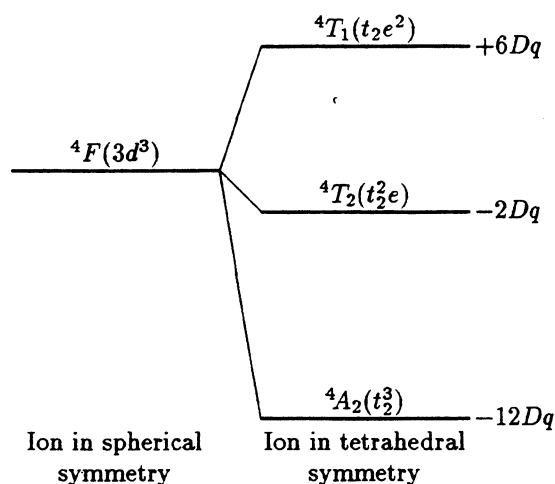 ⁴T₁(t₂e²)
+6Dq
⁴F(3d³)
⁴T₂(t₂²e)
−2Dq
⁴A₂(t₂³)
−12Dq
Ion in spherical
symmetry
Ion in tetrahedral
symmetry